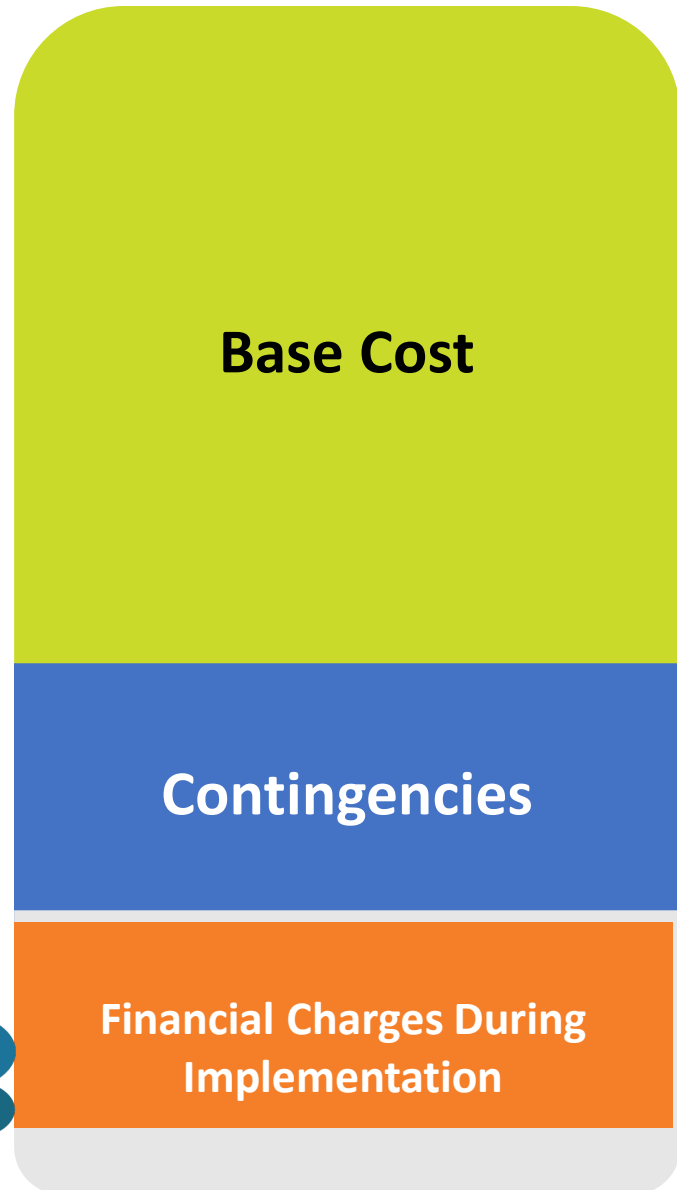 Base Cost
Contingencies
Financial Charges During
Implementation